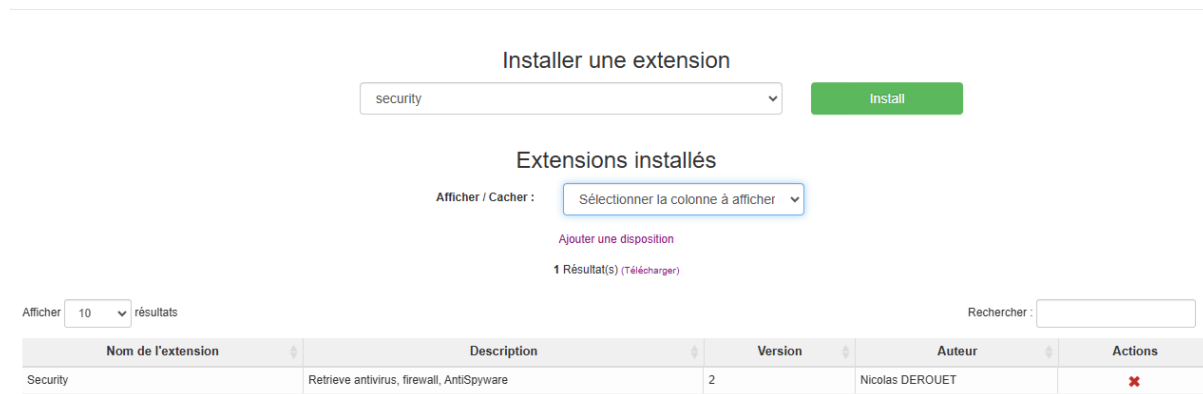 Installer une extension
security Install
Extensions installés
Afficher / Cacher : Sélectionner la colonne à afficher
Ajouter une disposition
1 Résultat(s) (Télécharger)
Afficher 10 résultats Rechercher :
Nom de l'extension Description Version Auteur Actions
Security Retrieve antivirus, firewall, AntiSpyware 2 Nicolas DEROUET